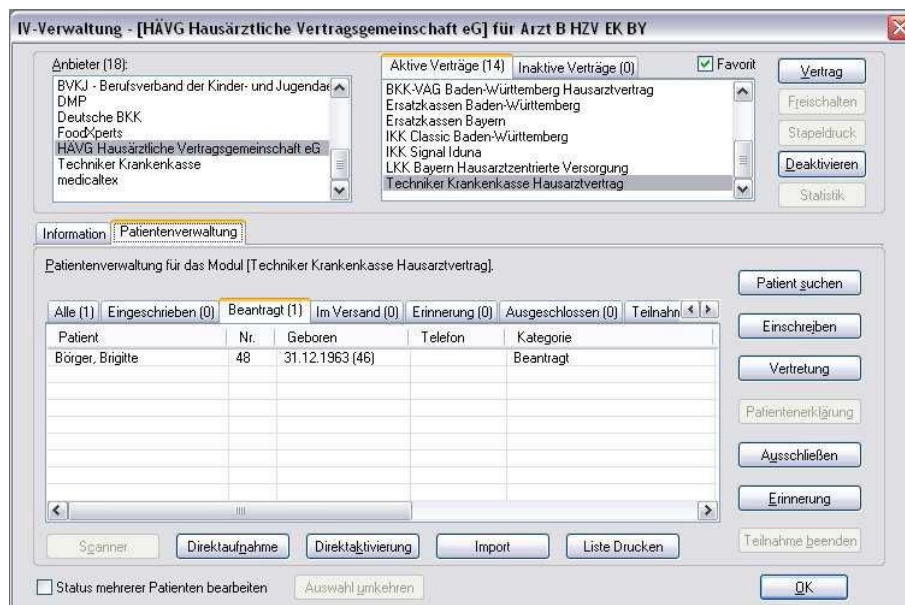 IV-Verwaltung - [HÄVG Hausärztliche Vertragsgemeinschaft eG] für Arzt B HZV EK BY
Anbieter (18):
BVKJ - Berufsverband der Kinder- und Jugendae
DMP
Deutsche BKK
FoodXperts
HÄVG Hausärztliche Vertragsgemeinschaft eG
Techniker Krankenkasse
medicaltex
Aktive Verträge (14) Inaktive Verträge (0) Favorit
BKK-VAG Baden-Württemberg Hausarztvertrag
Ersatzkassen Baden-Württemberg
Ersatzkassen Bayern
IKK Classic Baden-Württemberg
IKK Signal Iduna
LKK Bayern Hausarztzentrierte Versorgung
Techniker Krankenkasse Hausarztvertrag
Vertrag
Freischalten
Stapeldruck
Deaktivieren
Statistik
Information Patientenverwaltung
Patientenverwaltung für das Modul [Techniker Krankenkasse Hausarztvertrag].
Alle (1) Eingeschrieben (0) Beantragt (1) Im Versand (0) Erinnerung (0) Ausgeschlossen (0) Teilnahn
Patient Nr. Geboren Telefon Kategorie
Börger, Brigitte 48 31.12.1963 (46) Beantragt
Patient suchen
Einschreiben
Vertretung
Patientenerklärung
Ausschließen
Erinnerung
Teilnahme beenden
Scanner Direktaufnahme Direktaktivierung Import Liste Drucken
Status mehrerer Patienten bearbeiten Auswahl umkehren OK